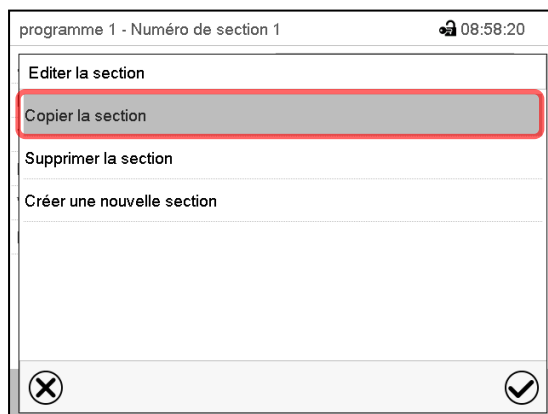 programme 1 - Numéro de section 1 08:58:20
Editer la section
Copier la section
Supprimer la section
Créer une nouvelle section